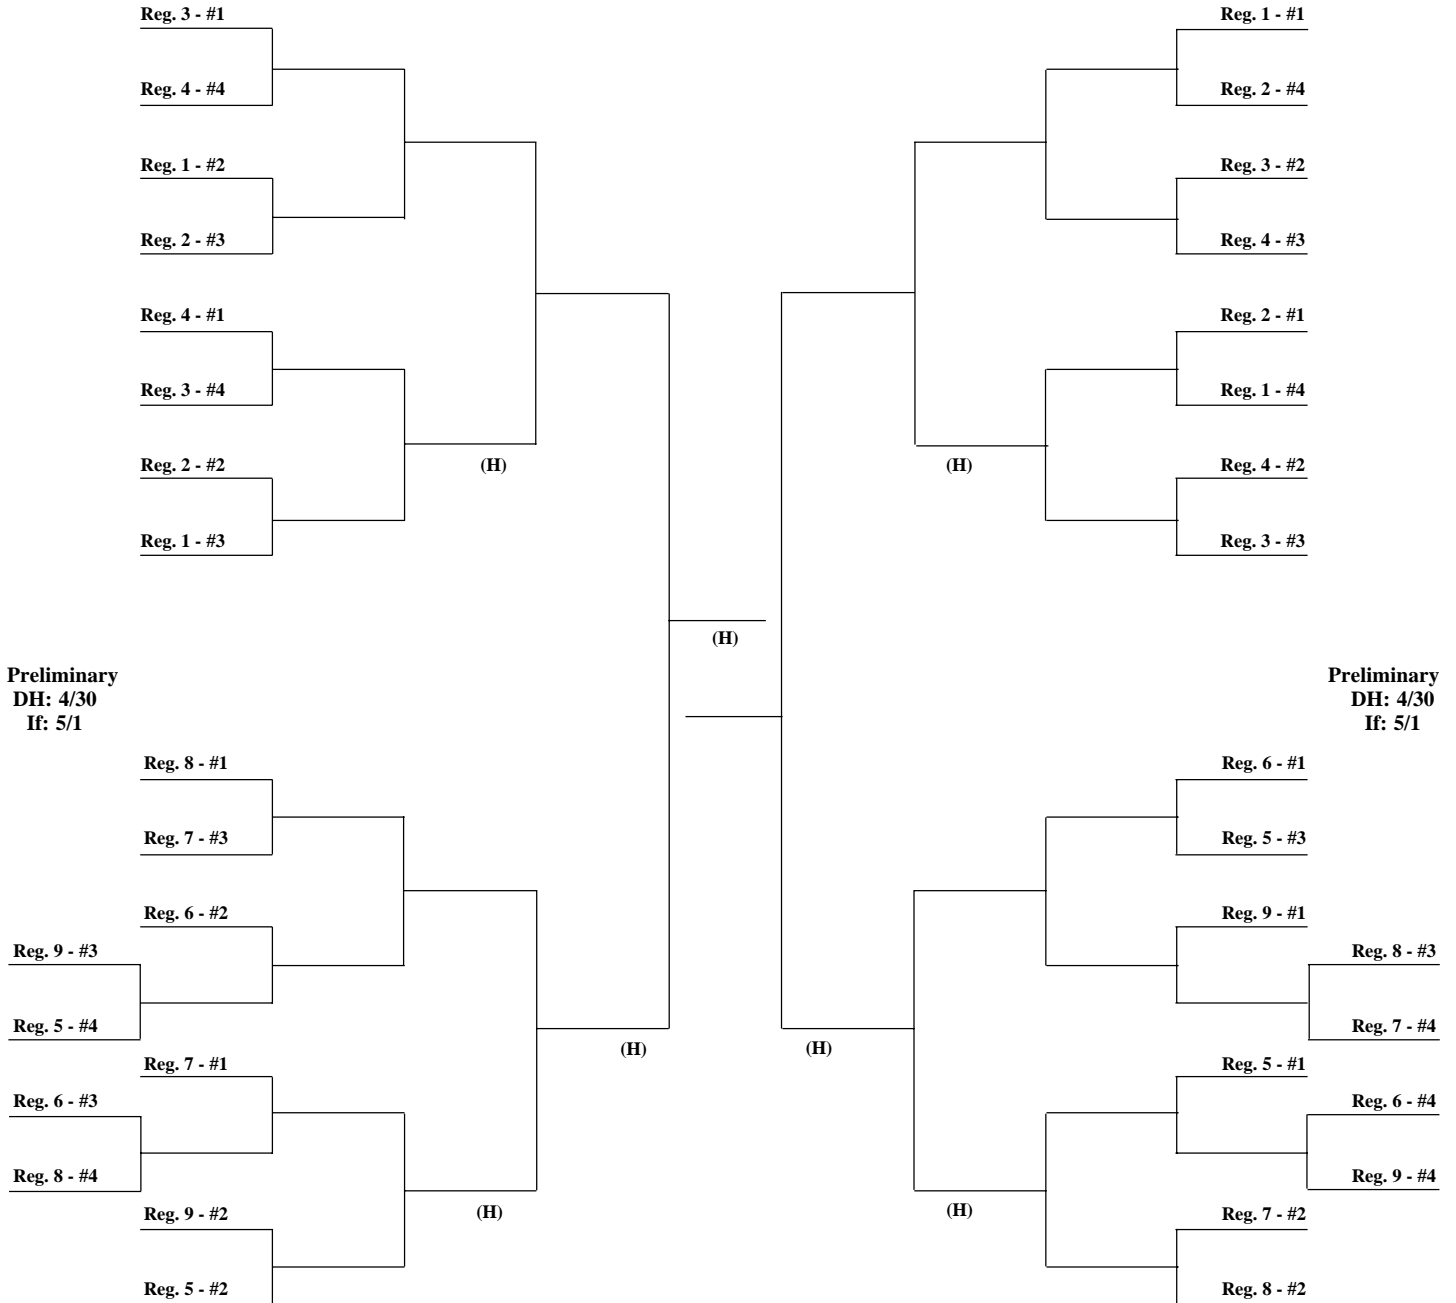 Reg. 3 - #1
Reg. 4 - #4
Reg. 1 - #2
Reg. 2 - #3
Reg. 4 - #1
Reg. 3 - #4
Reg. 2 - #2
(H)
Reg. 1 - #3
Reg. 1 - #1
Reg. 2 - #4
Reg. 3 - #2
Reg. 4 - #3
Reg. 2 - #1
Reg. 1 - #4
(H)
Reg. 4 - #2
Reg. 3 - #3
(H)
Preliminary
DH: 4/30
If: 5/1
Preliminary
DH: 4/30
If: 5/1
Reg. 8 - #1
Reg. 7 - #3
Reg. 6 - #2
Reg. 9 - #3
Reg. 5 - #4
(H)
Reg. 7 - #1
Reg. 6 - #3
Reg. 8 - #4
Reg. 9 - #2
(H)
Reg. 5 - #2
Reg. 6 - #1
Reg. 5 - #3
Reg. 9 - #1
Reg. 8 - #3
Reg. 7 - #4
(H)
Reg. 5 - #1
Reg. 6 - #4
Reg. 9 - #4
(H)
Reg. 7 - #2
Reg. 8 - #2